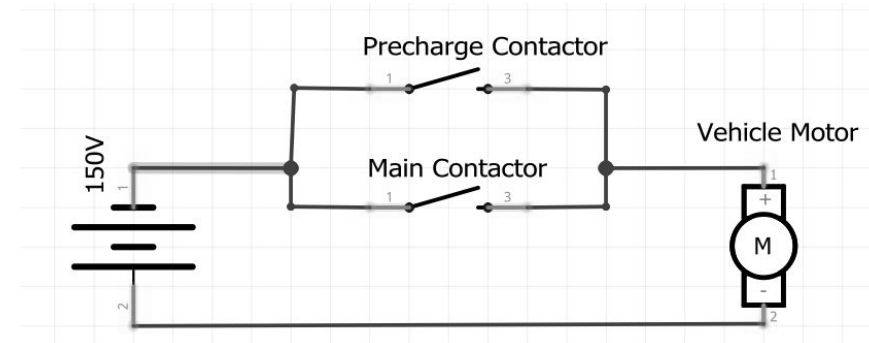 Precharge Contactor
1 3
150V
Vehicle Motor
Main Contactor
1
1
1 3
+
M
-
2
2